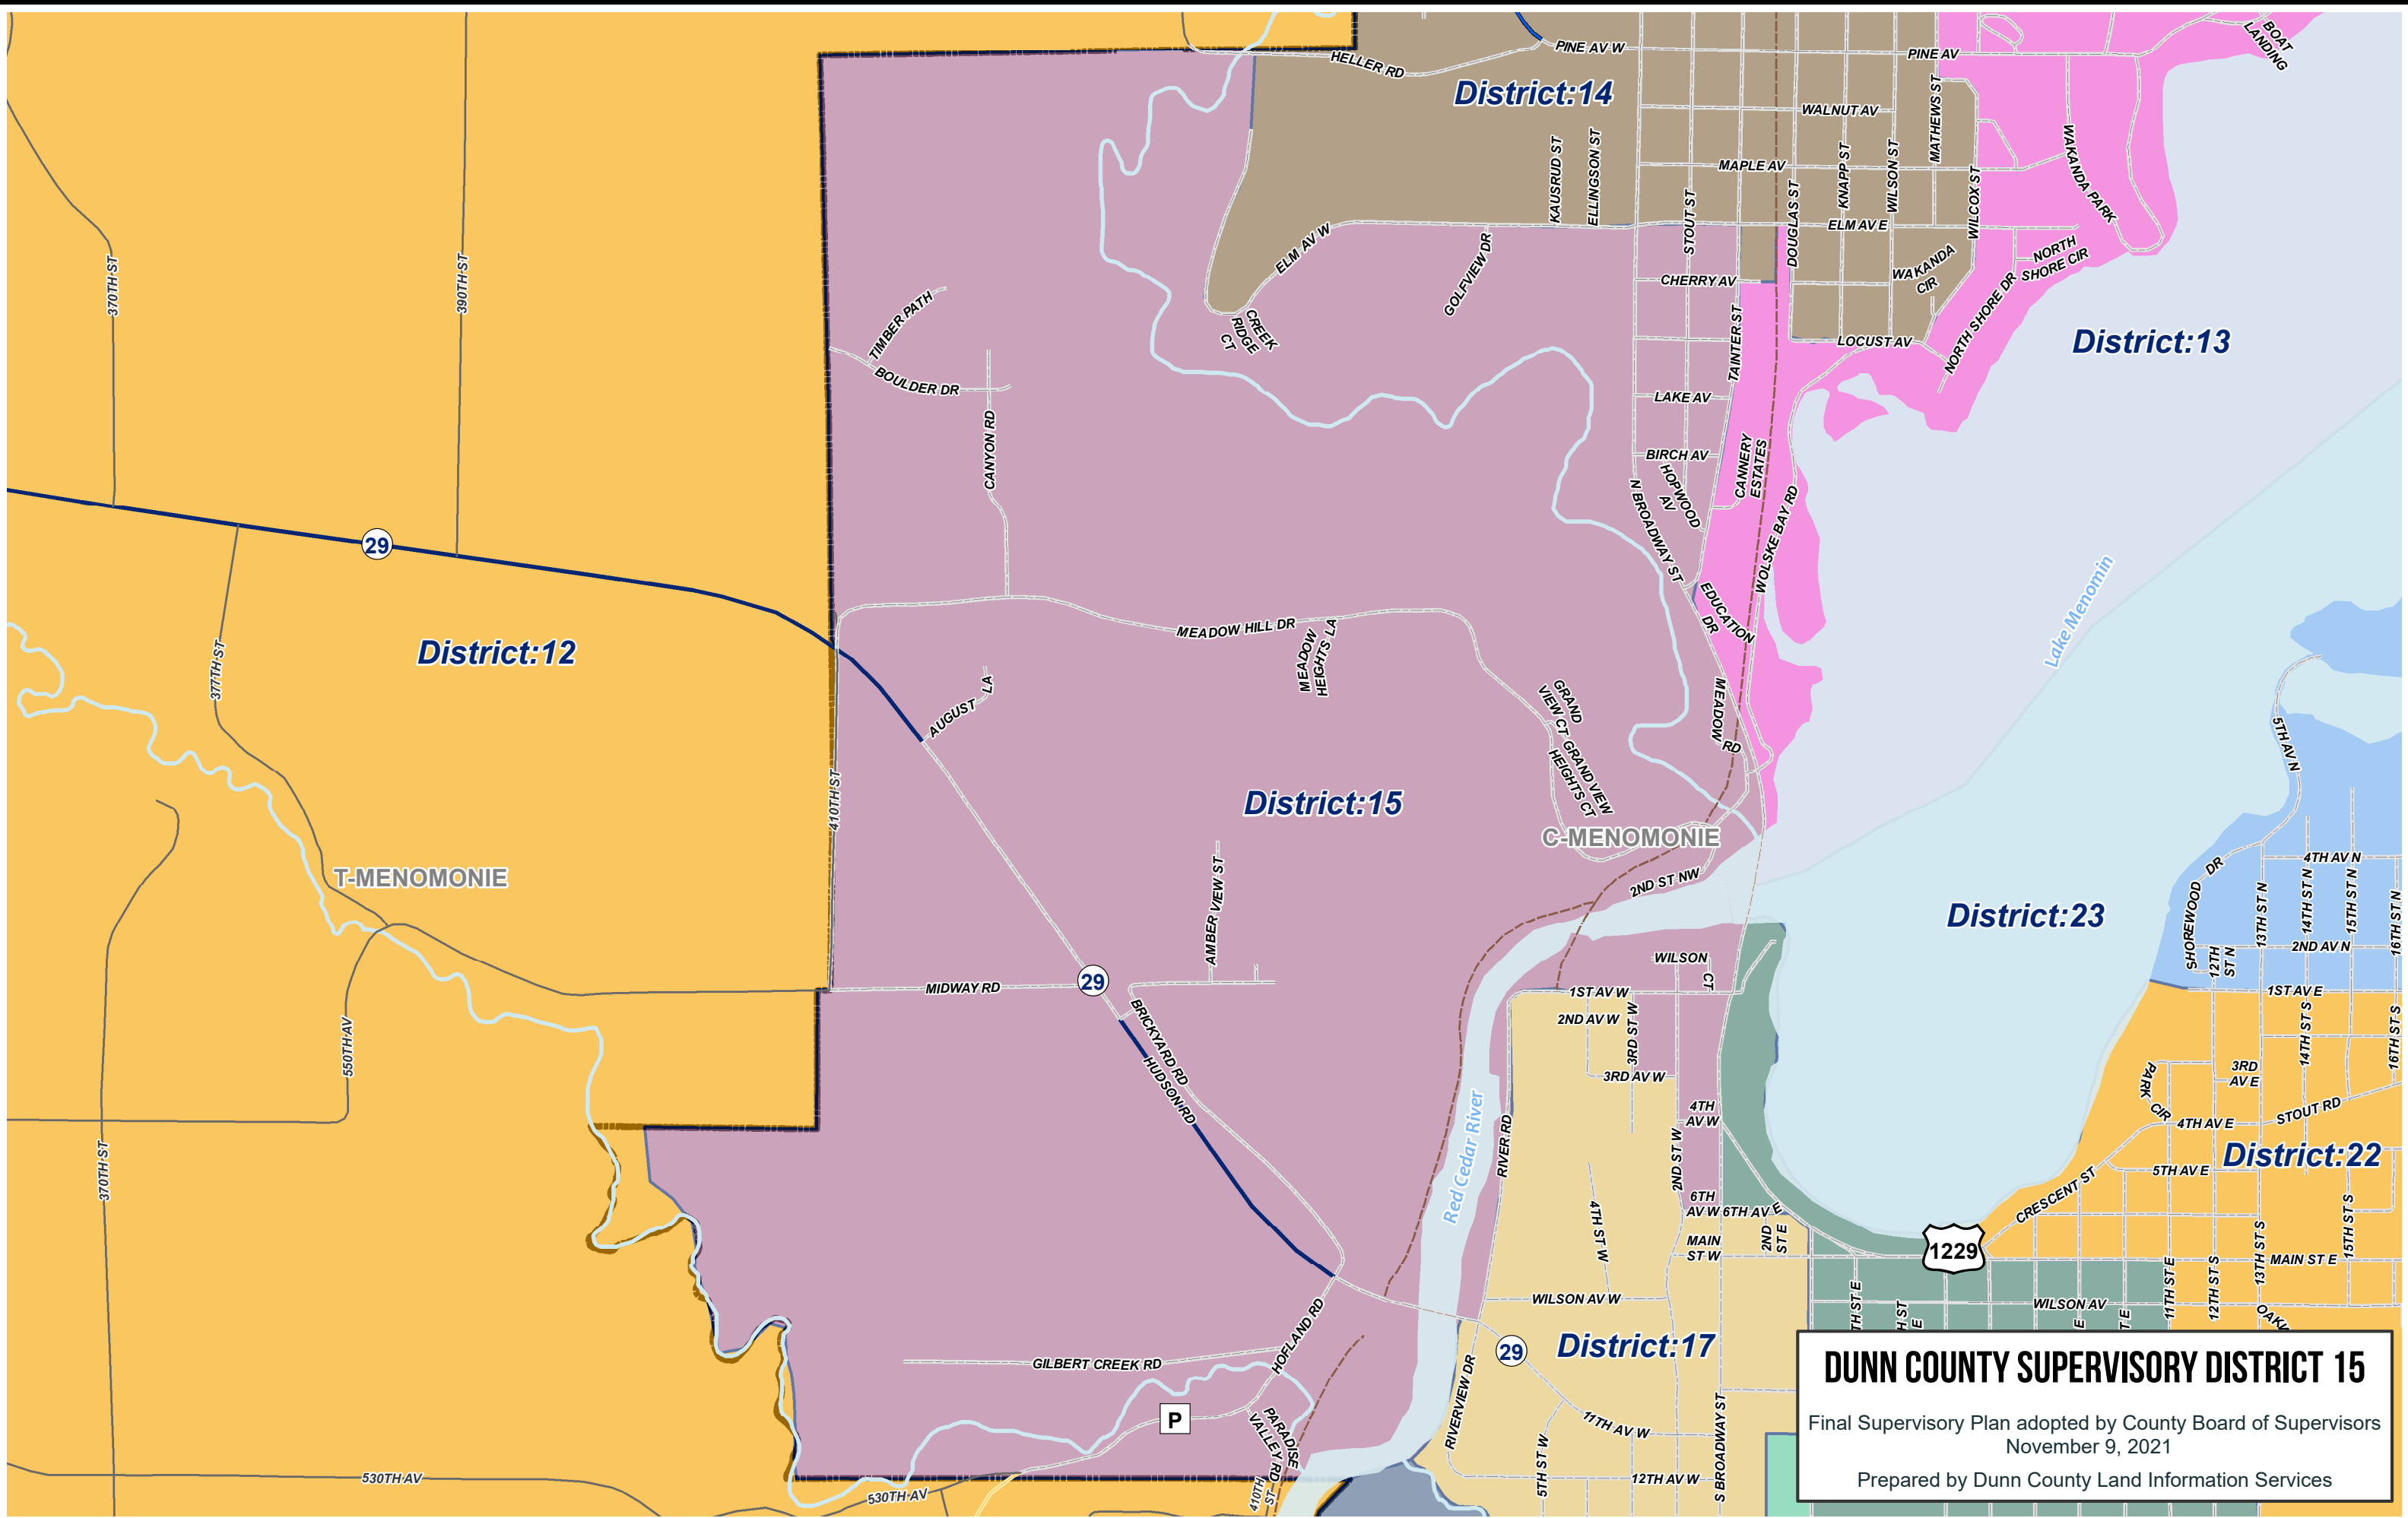 BOAT
LANDING
PINE AV W
PINE AV
HELLER RD
District:14
WALNUT AV
MATHEWS ST
KAUSRUD ST
ELLINGSON ST
MAPLE AV
KNAPP ST
WILSON ST
WAKANDA PARK
STOUT ST
DOUGLAS ST
WILCOX ST
ELM AV W
ELM AV E
GOLFVIEW DR
370TH ST
390TH ST
CHERRY AV
WAKANDA
CIR
NORTH
SHORE CIR
TIMBER PATH
CREEK
RIDGE
CT
TAINTER ST
NORTH SHORE DR
LOCUST AV
District:13
BOULDER DR
LAKE AV
CANYON RD
BIRCH AV
CANNERY
ESTATES
HOPWOOD
AV
N BROADWAY ST
WOLSKE BAY RD
29
Lake Menomin
EDUCATION
DR
District:12
377TH ST
MEADOW HILL DR
MEADOW
HEIGHTS LA
AUGUST LA
GRAND
VIEW CT
GRAND VIEW
HEIGHTS CT
MEADOW
RD
5TH AV N
410TH ST
District:15
C-MENOMONIE
T-MENOMONIE
AMBER VIEW ST
2ND ST NW
SHOREWOOD DR
4TH AV N
13TH ST N
14TH ST N
15TH ST N
16TH ST N
District:23
12TH
ST N
2ND AV N
WILSON
CT
MIDWAY RD
29
1ST AV W
1ST AV E
2ND AV W
3RD ST W
BRICKYARD RD
HUDSON RD
550TH AV
3RD AV W
14TH ST S
16TH ST S
3RD
AV E
PARK
CIR
STOUT RD
4TH
AV W
4TH AV E
370TH ST
Red Cedar River
RIVER RD
2ND ST W
District:22
5TH AV E
CRESCENT ST
6TH
AV W
6TH AV E
4TH ST W
MAIN
ST W
2ND
ST E
1229
15TH ST S
13TH ST S
12TH ST S
11TH ST E
MAIN ST E
WILSON AV W
WILSON AV
TH ST E
H ST
E
E
T E
OAKV
HOFLAND RD
District:17
29
GILBERT CREEK RD
RIVERVIEW DR
P
PARADISE
VALLEY RD
11TH AV W
5TH ST W
S BROADWAY ST
12TH AV W
530TH AV
530TH AV
410TH
ST
DUNN COUNTY SUPERVISORY DISTRICT 15
Final Supervisory Plan adopted by County Board of Supervisors
November 9, 2021
Prepared by Dunn County Land Information Services